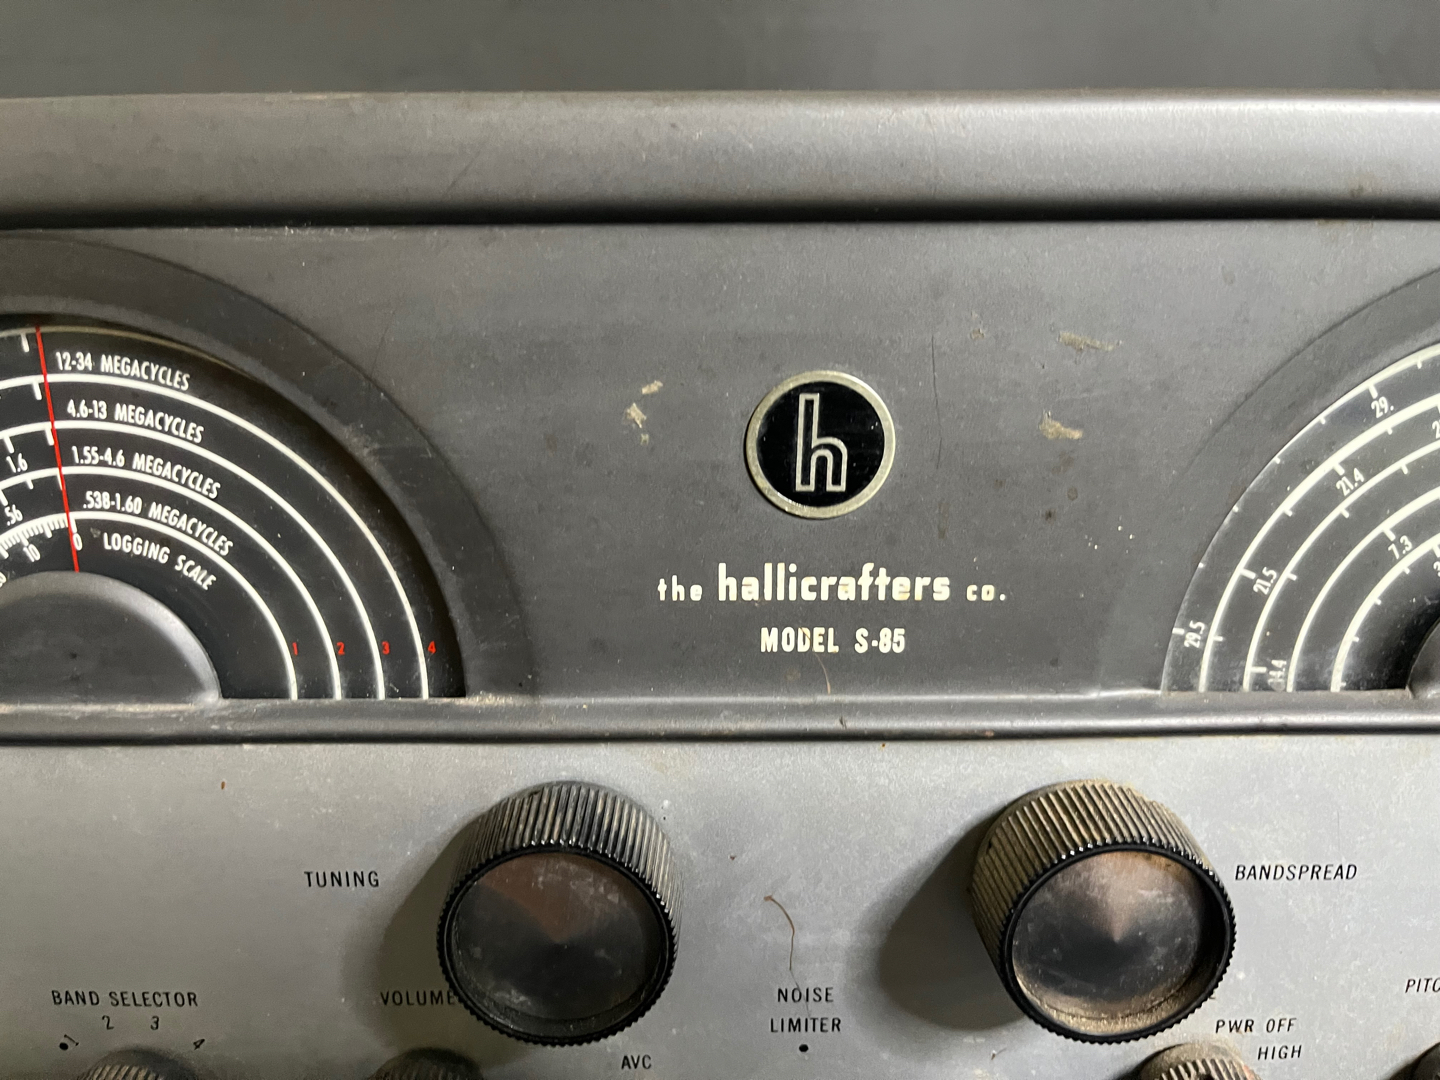 12-34 MEGACYCLES
4.6-13 MEGACYCLES
1.6
1.55-4.6 MEGACYCLES
.56
.538-1.60 MEGACYCLES
10
0
LOGGING SCALE
1
2
3
4
h
the hallicrafters co.
MODEL S-85
29.
21.4
7.3
21.5
29.5
14.4
TUNING
BANDSPREAD
BAND SELECTOR
1
2
3
4
VOLUME
AVC
NOISE
LIMITER
PWR OFF
HIGH